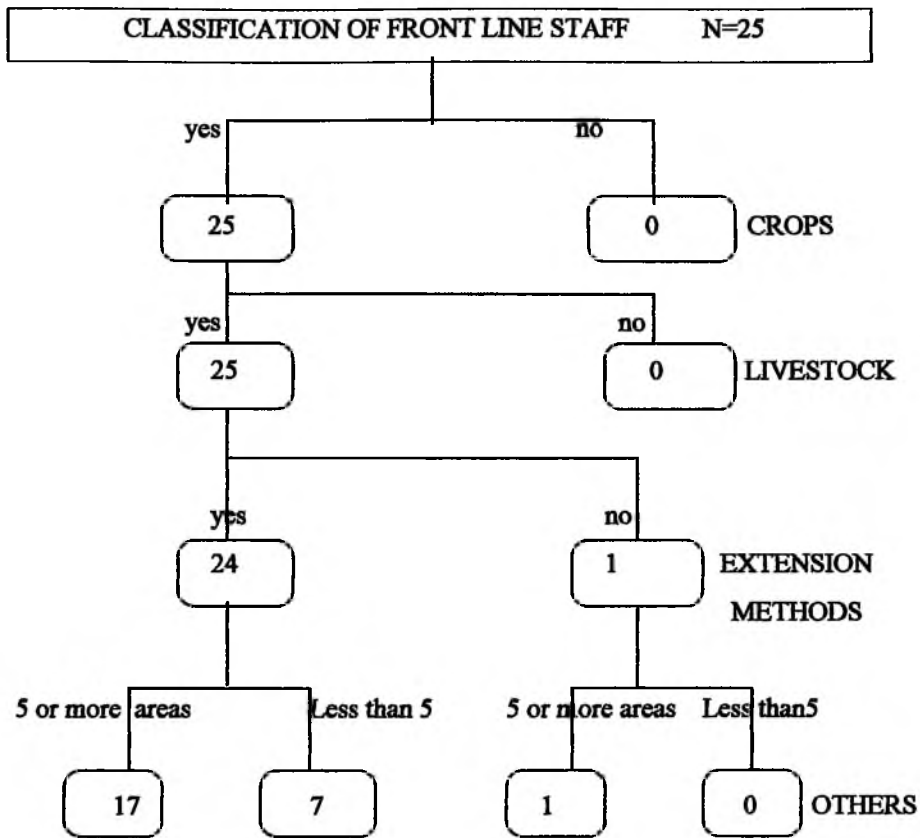 CLASSIFICATION OF FRONT LINE STAFF N=25
yes no
25 0 CROPS
yes no
25 0 LIVESTOCK
yes no
24 1 EXTENSION
METHODS
5 or more areas Less than 5 5 or more areas Less than5
17 7 1 0 OTHERS